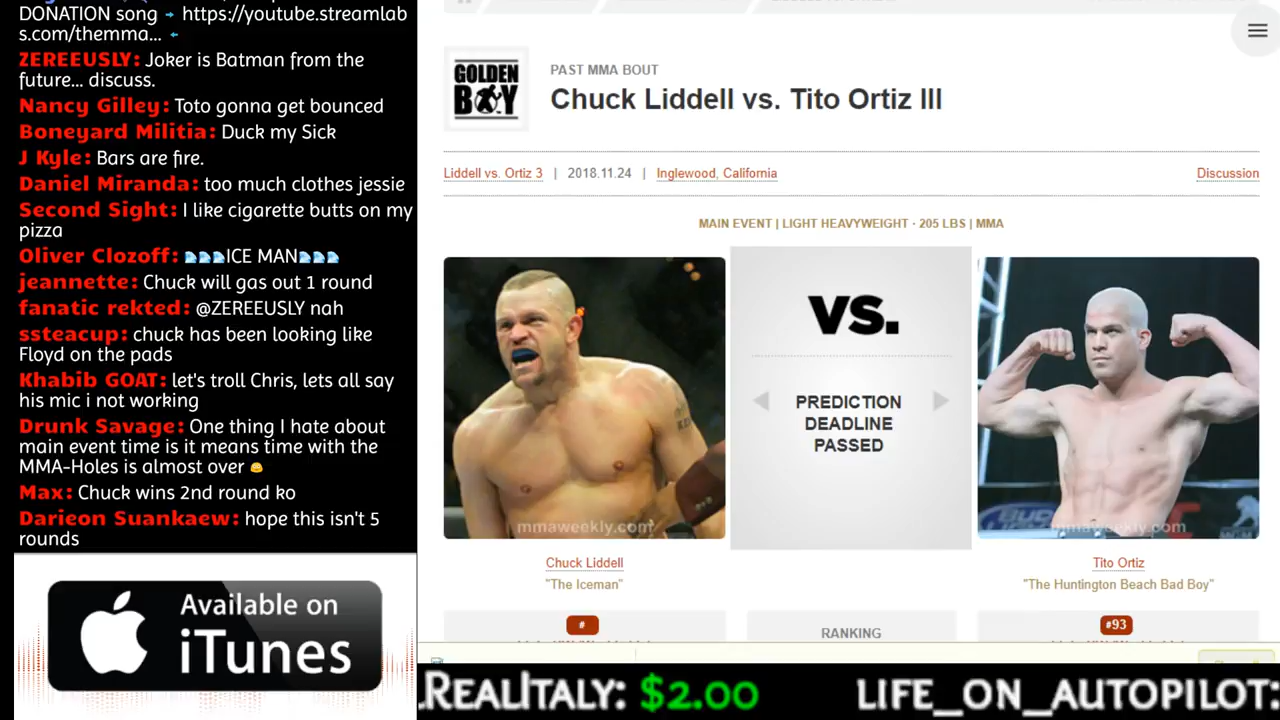 DONATION song → https://youtube.streamlab
s.com/themma... ←
ZEREEUSLY: Joker is Batman from the
future... discuss.
Nancy Gilley: Toto gonna get bounced
Boneyard Militia: Duck my Sick
J Kyle: Bars are fire.
Daniel Miranda: too much clothes jessie
Second Sight: I like cigarette butts on my
pizza
Oliver Clozoff: 🌊🌊🌊ICE MAN🌊🌊🌊
jeannette: Chuck will gas out 1 round
fanatic rekted: @ZEREEUSLY nah
ssteacup: chuck has been looking like
Floyd on the pads
Khabib GOAT: let's troll Chris, lets all say
his mic i not working
Drunk Savage: One thing I hate about
main event time is it means time with the
MMA-Holes is almost over
Max: Chuck wins 2nd round ko
Darieon Suankaew: hope this isn't 5
rounds
Available on
iTunes
GOLDEN
BOY
PAST MMA BOUT
Chuck Liddell vs. Tito Ortiz III
Liddell vs. Ortiz 3 | 2018.11.24 | Inglewood, California
Discussion
MAIN EVENT | LIGHT HEAVYWEIGHT · 205 LBS | MMA
VS.
PREDICTION
DEADLINE
PASSED
mmaweekly.com
mmaweekly.com
Chuck Liddell
"The Iceman"
Tito Ortiz
"The Huntington Beach Bad Boy"
#
RANKING
#93
.REALITALY: $2.00 LIFE_ON_AUTOPILOT: